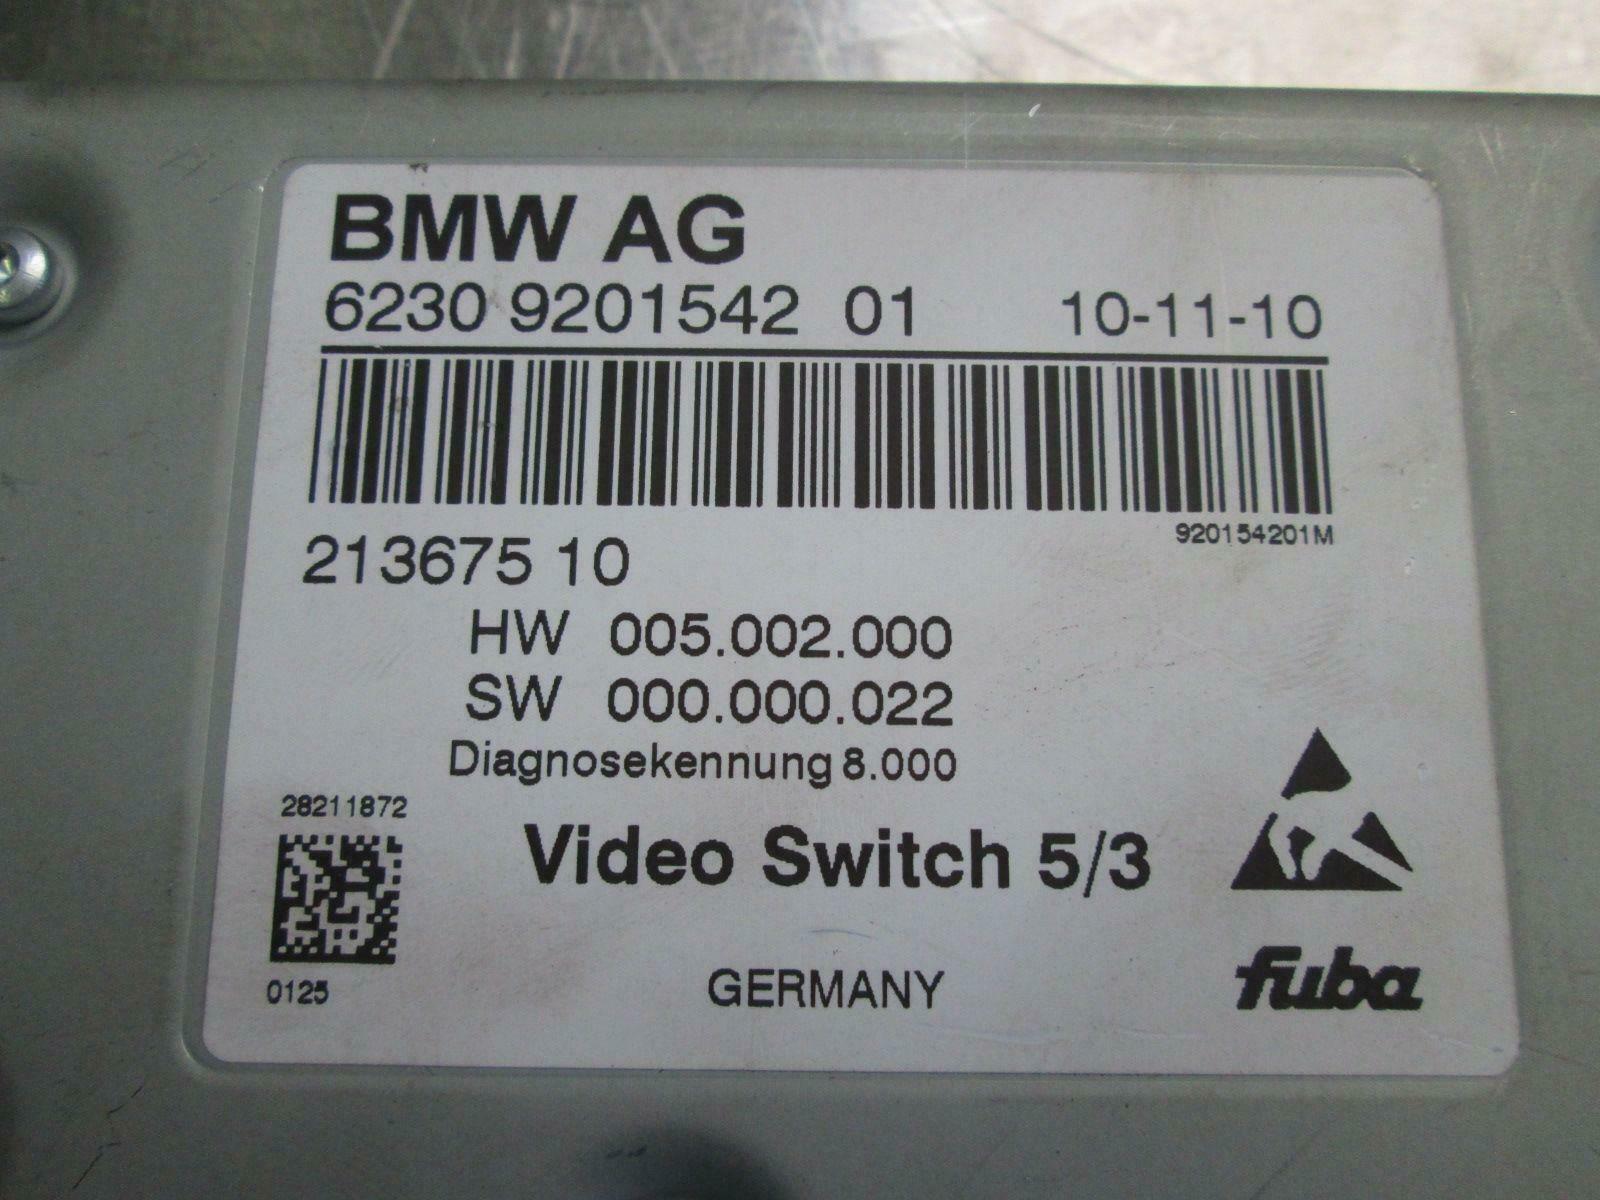 BMW AG
6230 9201542 01 10-11-10
920154201M
213675 10
HW 005.002.000
SW 000.000.022
Diagnosekennung 8.000
28211872
Video Switch 5/3
0125
GERMANY
fuba